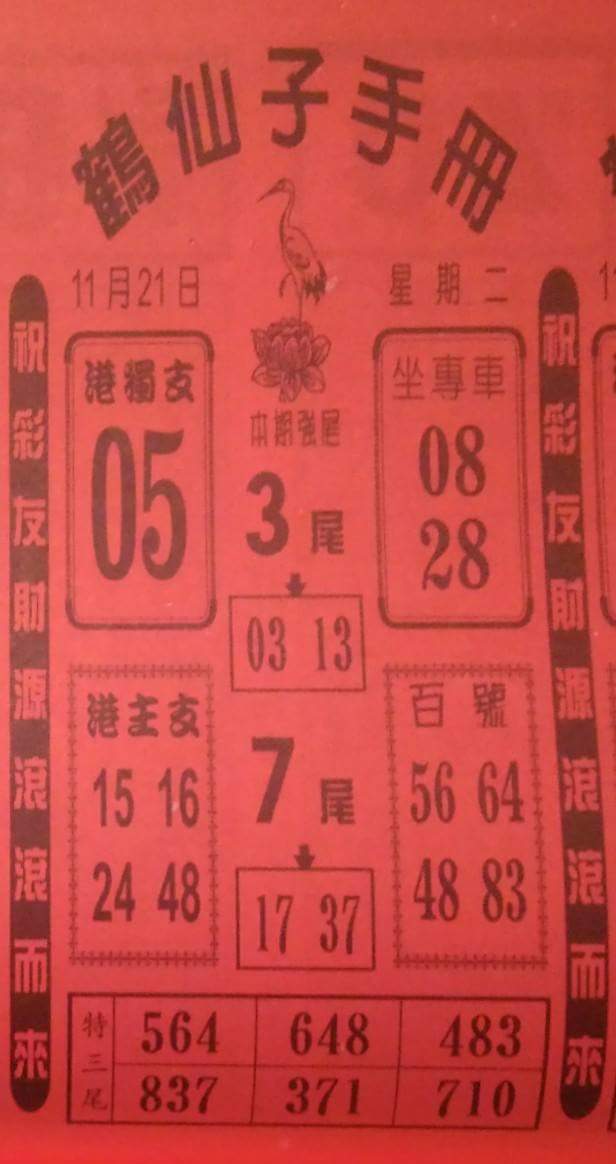 鶴仙子手冊
11月21日
星期二
祝彩友財源滾滾而來
港獨支
05
本期強尾
3尾
03 13
坐專車
08
28
港主支
15 16
24 48
7尾
17 37
百號
56 64
48 83
特三尾
564 648 483
837 371 710
祝彩友財源滾滾而來